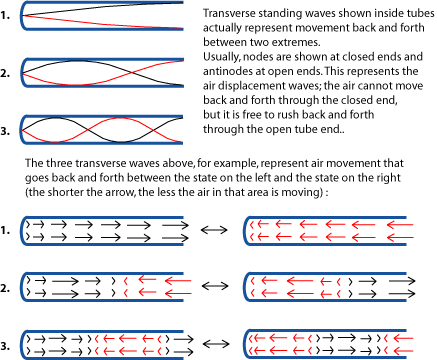 1.
Transverse standing waves shown inside tubes
actually represent movement back and forth
between two extremes.
Usually, nodes are shown at closed ends and
antinodes at open ends. This represents the
air displacement waves; the air cannot move
back and forth through the closed end,
but it is free to rush back and forth
through the open tube end..
2.
3.
The three transverse waves above, for example, represent air movement that
goes back and forth between the state on the left and the state on the right
(the shorter the arrow, the less the air in that area is moving) :
1.
2.
3.